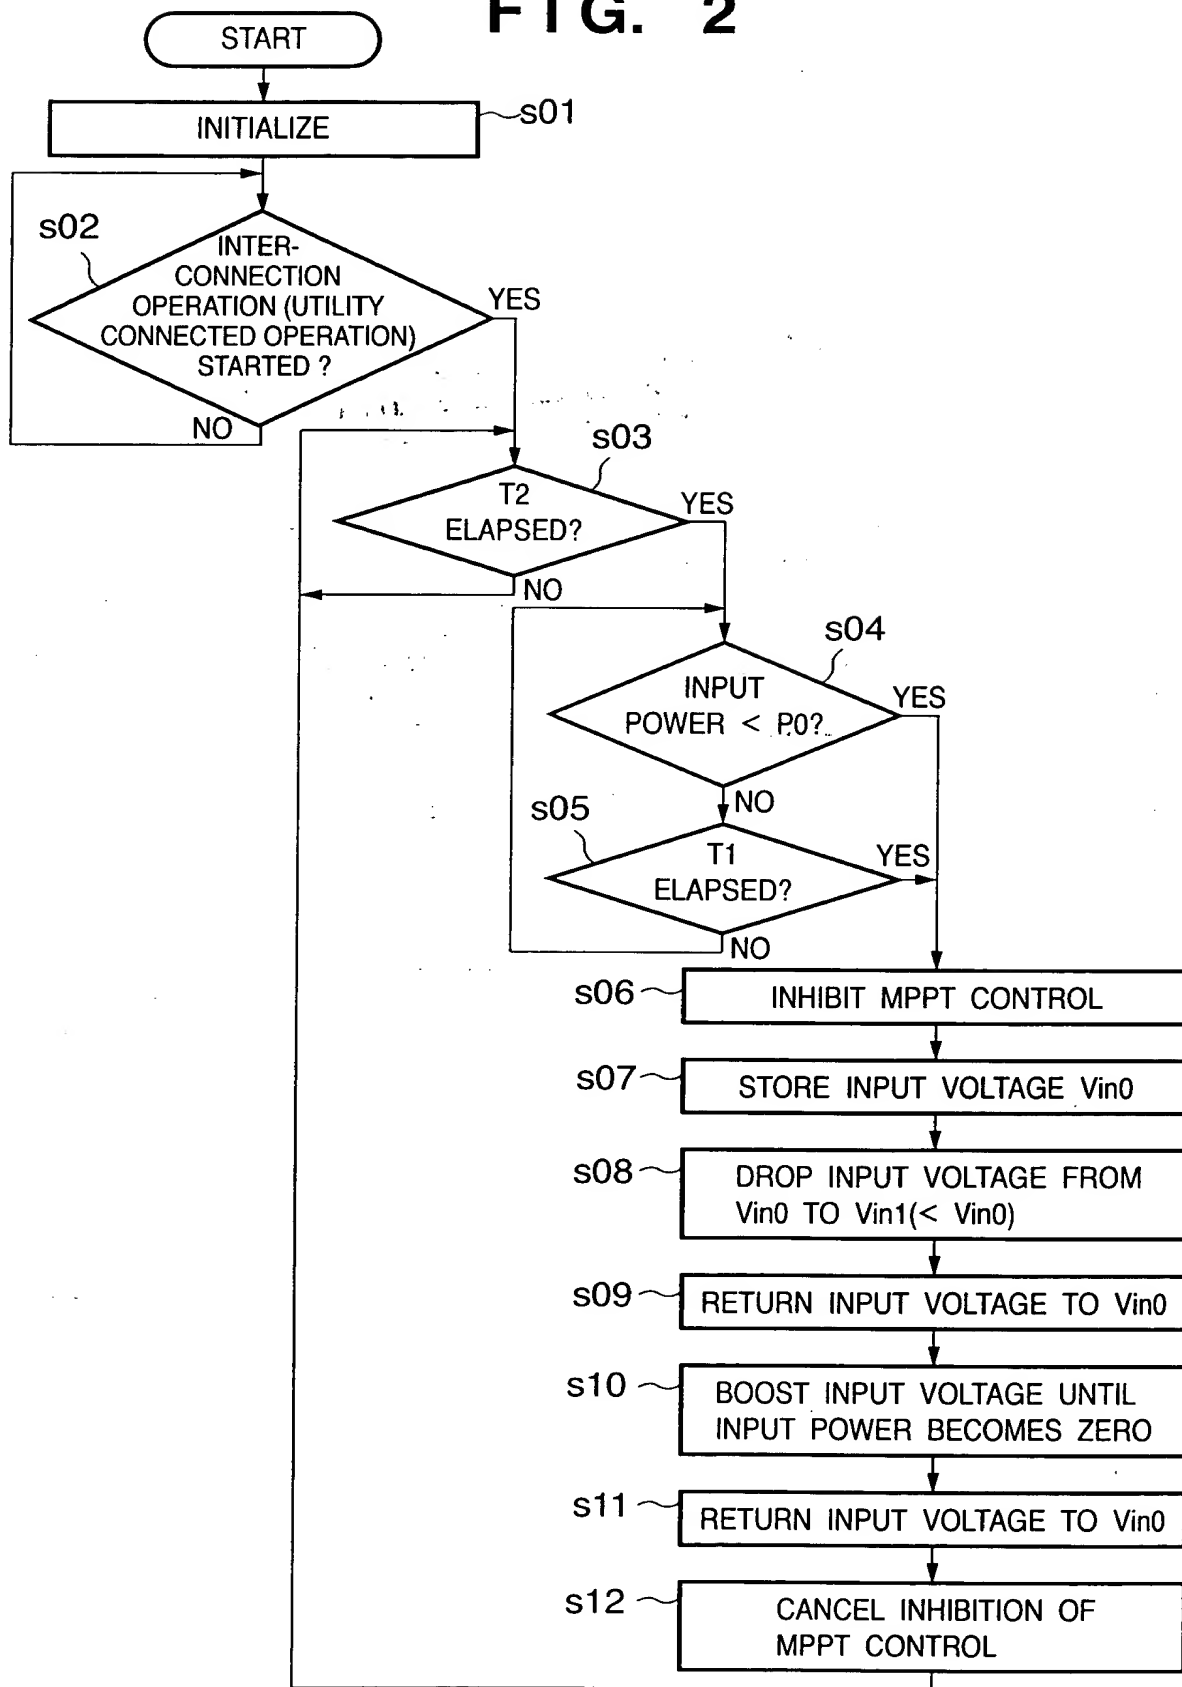 FIG. 2
START
INITIALIZE
s01
s02
INTER-
CONNECTION
OPERATION (UTILITY
CONNECTED OPERATION)
STARTED ?
YES
NO
s03
T2
ELAPSED?
YES
NO
s04
INPUT
POWER < P0?
YES
NO
s05
T1
ELAPSED?
YES
NO
s06
INHIBIT MPPT CONTROL
s07
STORE INPUT VOLTAGE Vin0
s08
DROP INPUT VOLTAGE FROM
Vin0 TO Vin1(< Vin0)
s09
RETURN INPUT VOLTAGE TO Vin0
s10
BOOST INPUT VOLTAGE UNTIL
INPUT POWER BECOMES ZERO
s11
RETURN INPUT VOLTAGE TO Vin0
s12
CANCEL INHIBITION OF
MPPT CONTROL